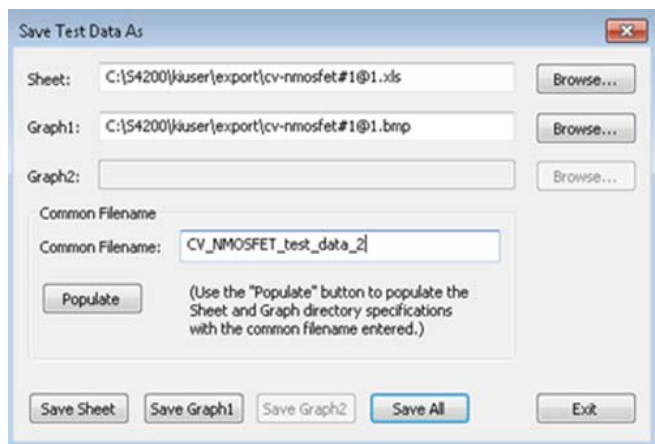 Save Test Data As
Sheet: C:\S4200\kiuser\export\cv-nmosfet#1@1.xls Browse...
Graph1: C:\S4200\kiuser\export\cv-nmosfet#1@1.bmp Browse...
Graph2: Browse...
Common Filename
Common Filename: CV_NMOSFET_test_data_2
Populate (Use the "Populate" button to populate the
Sheet and Graph directory specifications
with the common filename entered.)
Save Sheet Save Graph1 Save Graph2 Save All Exit